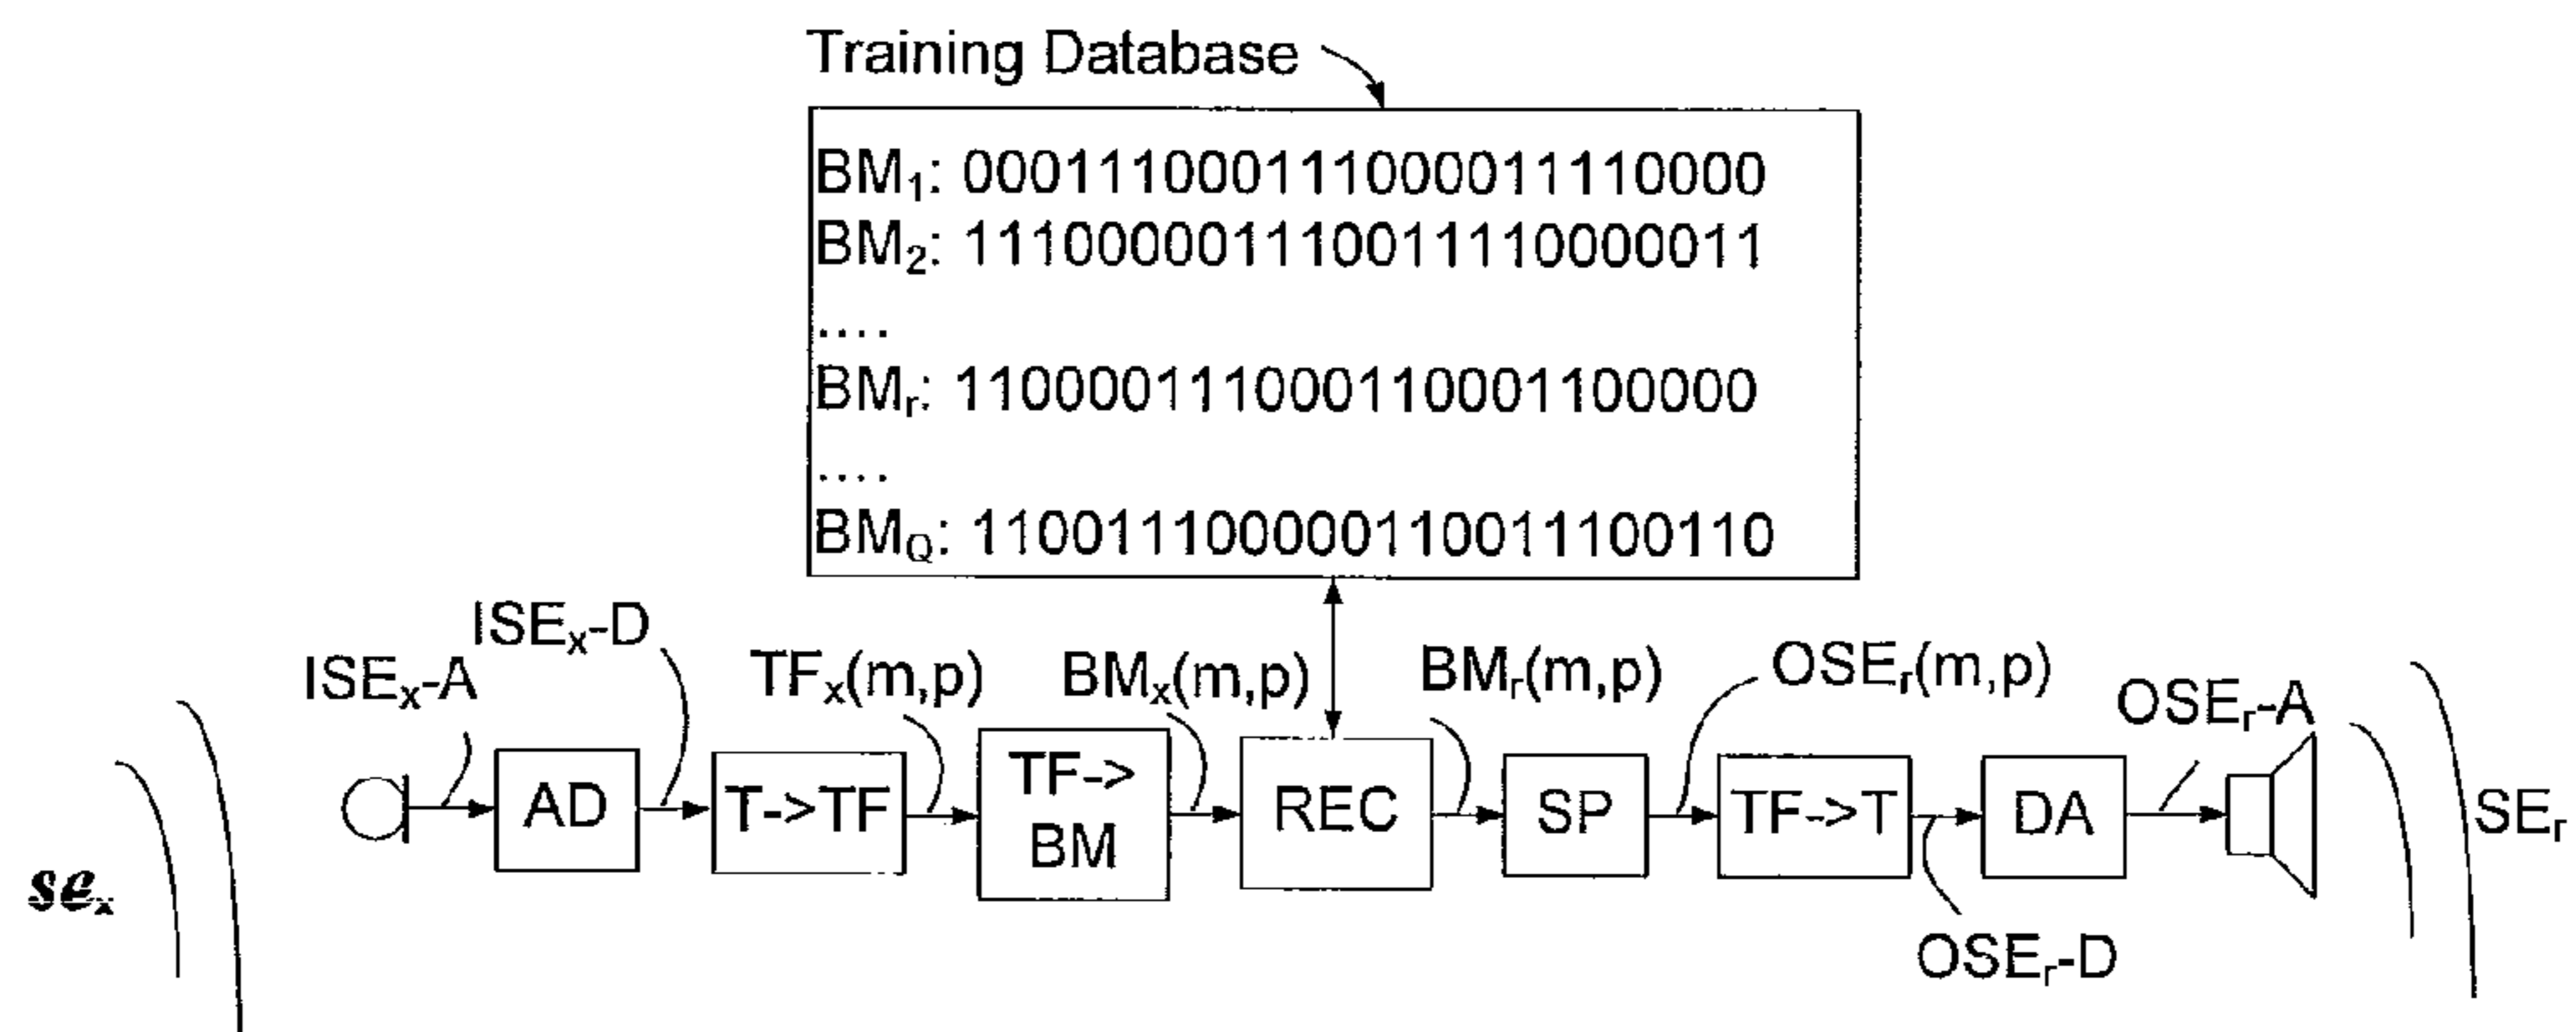 Training Database
BM₁: 000111000111000011110000
BM₂: 111000001110011110000011
....
BMᵣ: 110000111000110001100000
....
BM_Q: 110011100000110011100110
ISEₓ-A
ISEₓ-D
TFₓ(m,p)
BMₓ(m,p)
BMᵣ(m,p)
OSEᵣ(m,p)
OSEᵣ-A
seₓ
AD
T->TF
TF->
BM
REC
SP
TF->T
DA
SEᵣ
OSEᵣ-D